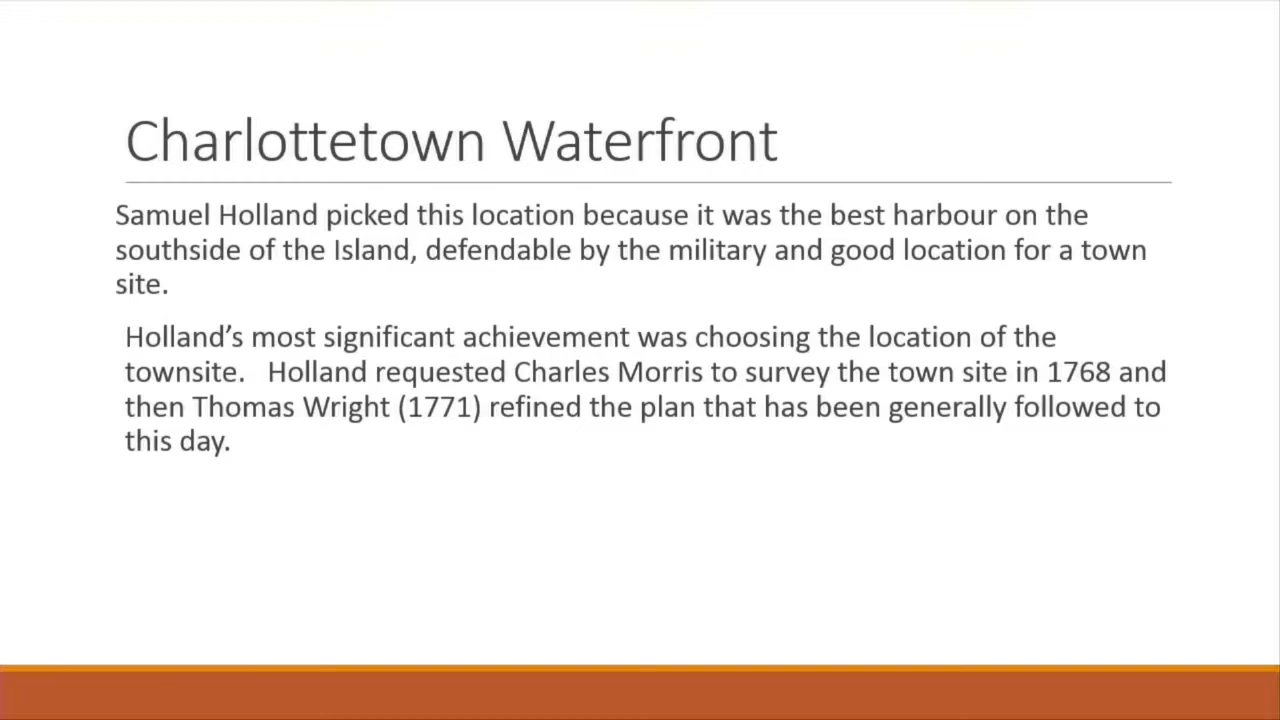 Charlottetown Waterfront
Samuel Holland picked this location because it was the best harbour on the
southside of the Island, defendable by the military and good location for a town
site.
Holland’s most significant achievement was choosing the location of the
townsite.   Holland requested Charles Morris to survey the town site in 1768 and
then Thomas Wright (1771) refined the plan that has been generally followed to
this day.